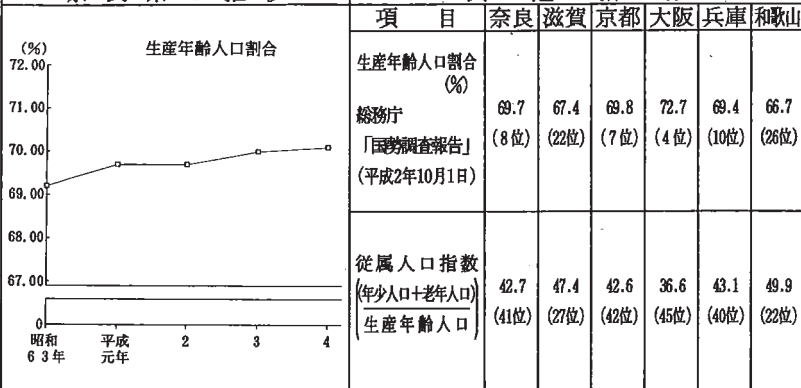 (%)
生産年齢人口割合
72.00
71.00
70.00
69.00
68.00
67.00
0
昭和
63年
平成
元年
2
3
4
項 目 奈良 滋賀 京都 大阪 兵庫 和歌山
生産年齢人口割合
(%)
総務庁
「国勢調査報告」
(平成2年10月1日)
69.7 67.4 69.8 72.7 69.4 66.7
(8位) (22位) (7位) (4位) (10位) (26位)
従属人口指数
(年少人口+老年人口)
生産年齢人口
42.7 47.4 42.6 36.6 43.1 49.9
(41位) (27位) (42位) (45位) (40位) (22位)